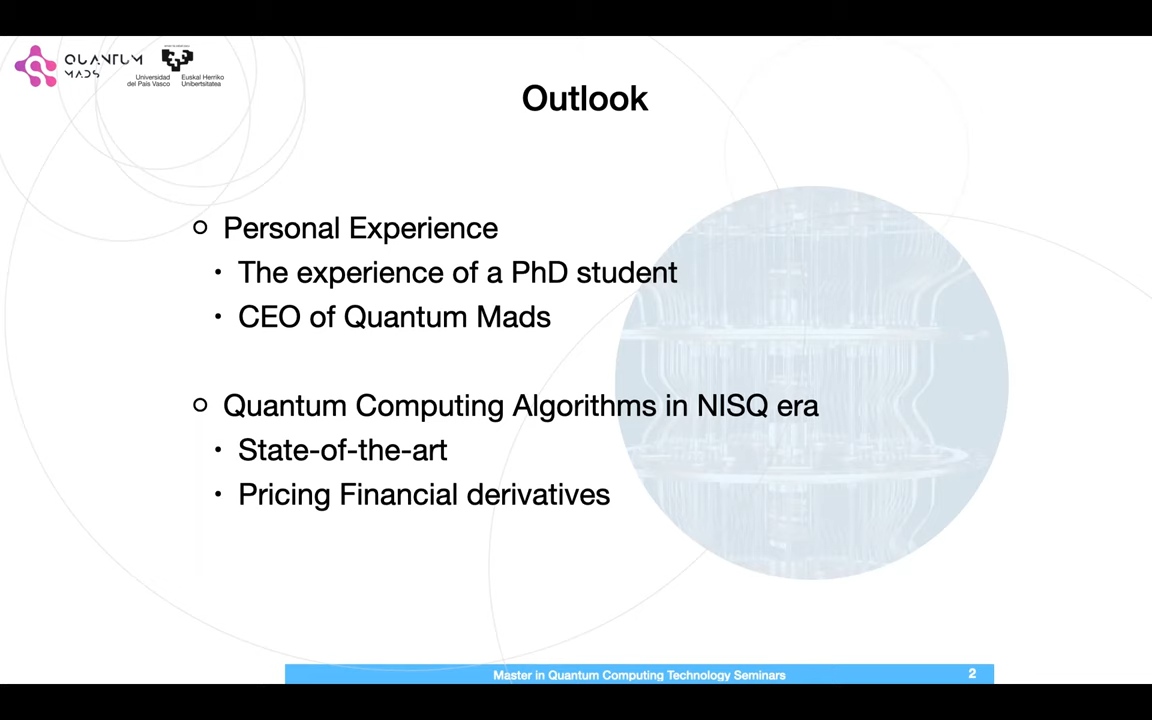 QUANTUM
MADS
Universidad
del País Vasco
Euskal Herriko
Unibertsitatea
Outlook
Personal Experience
The experience of a PhD student
CEO of Quantum Mads
Quantum Computing Algorithms in NISQ era
State-of-the-art
Pricing Financial derivatives
Master in Quantum Computing Technology Seminars
2